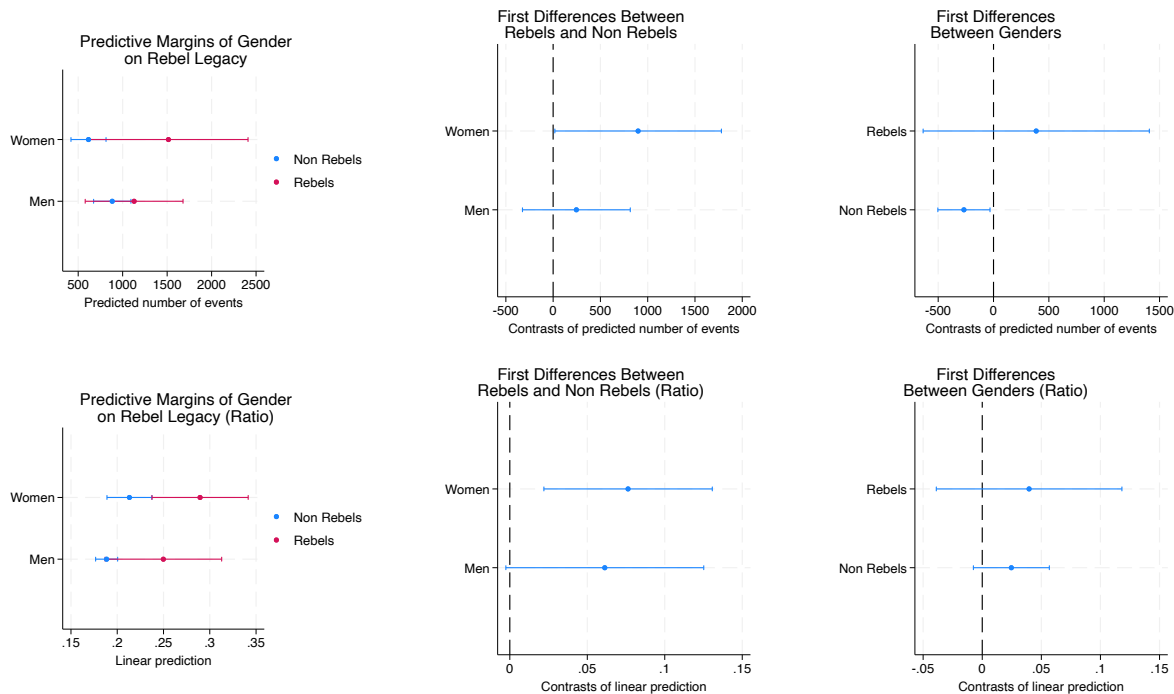 Predictive Margins of Gender
on Rebel Legacy
Women
Men
500 1000 1500 2000 2500
Predicted number of events
Non Rebels
Rebels
First Differences Between
Rebels and Non Rebels
Women
Men
-500 0 500 1000 1500 2000
Contrasts of predicted number of events
First Differences
Between Genders
Rebels
Non Rebels
-500 0 500 1000 1500
Contrasts of predicted number of events
Predictive Margins of Gender
on Rebel Legacy (Ratio)
Women
Men
.15 .2 .25 .3 .35
Linear prediction
Non Rebels
Rebels
First Differences Between
Rebels and Non Rebels (Ratio)
Women
Men
0 .05 .1 .15
Contrasts of linear prediction
First Differences
Between Genders (Ratio)
Rebels
Non Rebels
-.05 0 .05 .1 .15
Contrasts of linear prediction